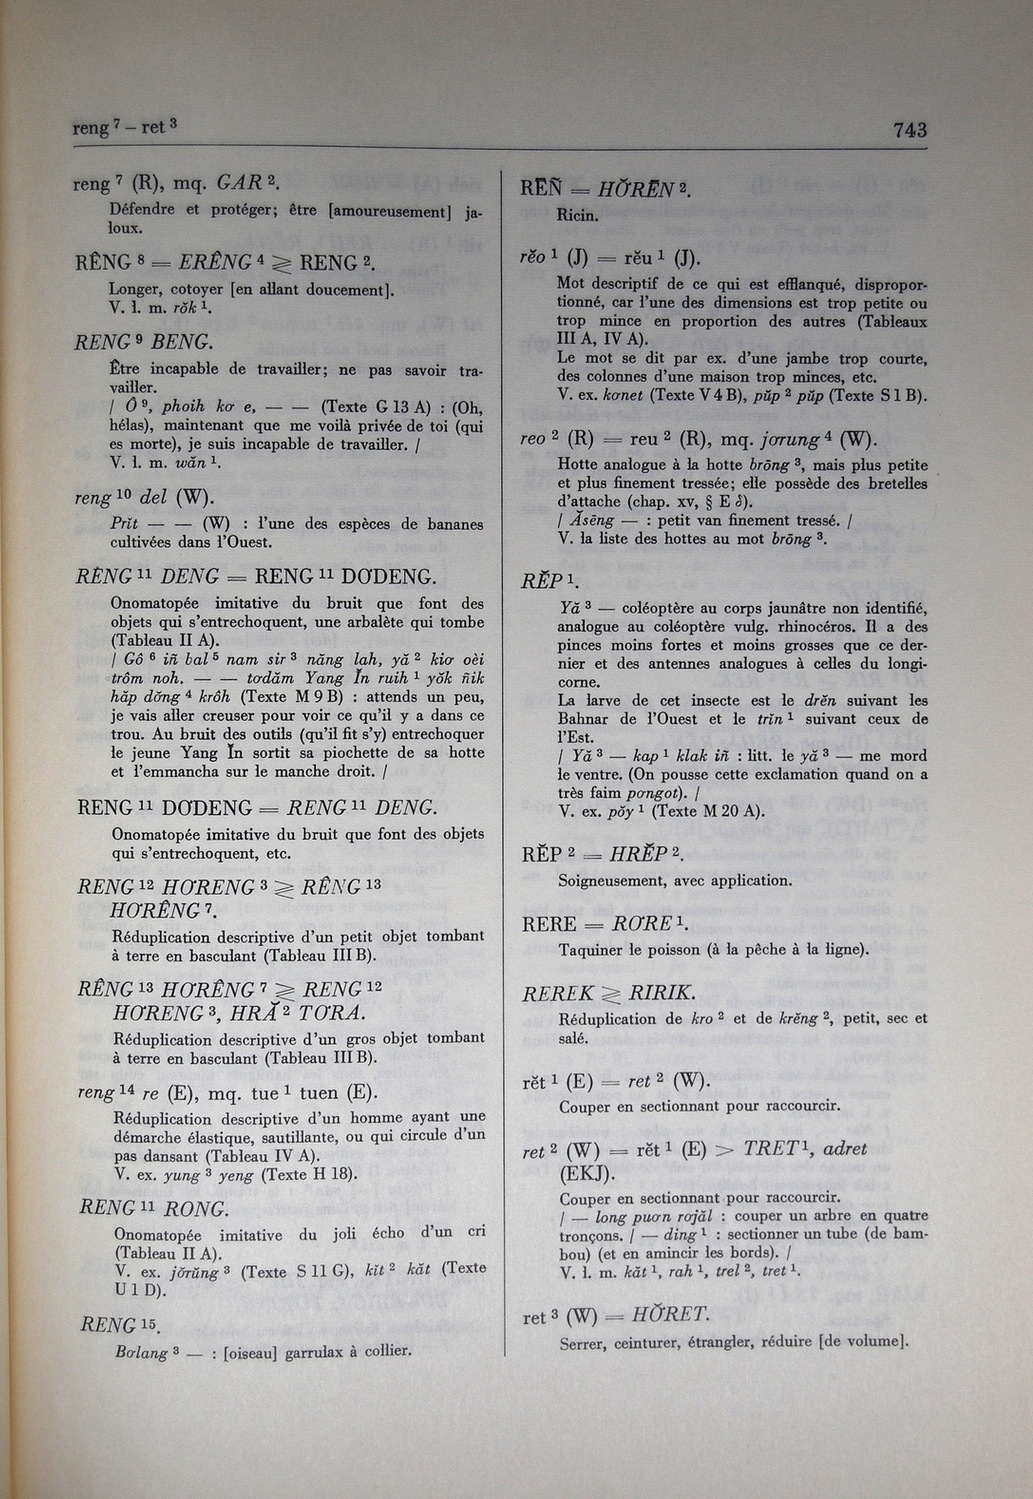 reng ⁷ – ret ³
743
reng ⁷ (R), mq. GAR ².
Défendre et protéger; être [amoureusement] ja-
loux.
RÊNG ⁸ = ERÊNG ⁴ ⪖ RENG ².
Longer, cotoyer [en allant doucement].
V. l. m. rŏk ¹.
RENG ⁹ BENG.
Être incapable de travailler; ne pas savoir tra-
vailler.
| Ô ⁹, phoih kơ e, — — (Texte G 13 A) : (Oh,
hélas), maintenant que me voilà privée de toi (qui
es morte), je suis incapable de travailler. |
V. l. m. wăn ¹.
reng ¹⁰ del (W).
Prĭt — — (W) : l’une des espèces de bananes
cultivées dans l’Ouest.
RÊNG ¹¹ DENG = RENG ¹¹ DƠDENG.
Onomatopée imitative du bruit que font des
objets qui s’entrechoquent, une arbalète qui tombe
(Tableau II A).
| Gô ⁶ iñ bal ⁵ nam sir ³ năng lah, yă ² kiơ oèi
trôm noh. — — tơdăm Yang Ĭn ruih ¹ yŏk ñik
hăp dŏng ⁴ krôh (Texte M 9 B) : attends un peu,
je vais aller creuser pour voir ce qu’il y a dans ce
trou. Au bruit des outils (qu’il fit s’y) entrechoquer
le jeune Yang Ĭn sortit sa piochette de sa hotte
et l’emmancha sur le manche droit. |
RENG ¹¹ DƠDENG = RENG ¹¹ DENG.
Onomatopée imitative du bruit que font des objets
qui s’entrechoquent, etc.
RENG ¹² HƠRENG ³ ⪖ RÊNG ¹³
HƠRÊNG ⁷.
Réduplication descriptive d’un petit objet tombant
à terre en basculant (Tableau III B).
RÊNG ¹³ HƠRÊNG ⁷ ⪖ RENG ¹²
HƠRENG ³, HRĂ ² TƠRA.
Réduplication descriptive d’un gros objet tombant
à terre en basculant (Tableau III B).
reng ¹⁴ re (E), mq. tue ¹ tuen (E).
Réduplication descriptive d’un homme ayant une
démarche élastique, sautillante, ou qui circule d’un
pas dansant (Tableau IV A).
V. ex. yung ³ yeng (Texte H 18).
RENG ¹¹ RONG.
Onomatopée imitative du joli écho d’un cri
(Tableau II A).
V. ex. jŏrŭng ³ (Texte S 11 G), kĭt ² kăt (Texte
U 1 D).
RENG ¹⁵.
Bơlang ³ — : [oiseau] garrulax à collier.
RĒÑ = HŎRĒN ².
Ricin.
rĕo ¹ (J) = rĕu ¹ (J).
Mot descriptif de ce qui est efflanqué, dispropor-
tionné, car l’une des dimensions est trop petite ou
trop mince en proportion des autres (Tableaux
III A, IV A).
Le mot se dit par ex. d’une jambe trop courte,
des colonnes d’une maison trop minces, etc.
V. ex. kơnet (Texte V 4 B), pŭp ² pŭp (Texte S 1 B).
reo ² (R) = reu ² (R), mq. jơrung ⁴ (W).
Hotte analogue à la hotte brōng ³, mais plus petite
et plus finement tressée; elle possède des bretelles
d’attache (chap. xv, § E δ).
| Ăsēng — : petit van finement tressé. |
V. la liste des hottes au mot brōng ³.
RĔP ¹.
Yă ³ — coléoptère au corps jaunâtre non identifié,
analogue au coléoptère vulg. rhinocéros. Il a des
pinces moins fortes et moins grosses que ce der-
nier et des antennes analogues à celles du longi-
corne.
La larve de cet insecte est le drĕn suivant les
Bahnar de l’Ouest et le trĭn ¹ suivant ceux de
l’Est.
| Yă ³ — kap ¹ klak iñ : litt. le yă ³ — me mord
le ventre. (On pousse cette exclamation quand on a
très faim pơngot). |
V. ex. pŏy ¹ (Texte M 20 A).
RĔP ² = HRĔP ².
Soigneusement, avec application.
RERE = RƠRE ¹.
Taquiner le poisson (à la pêche à la ligne).
REREK ⪖ RIRIK.
Réduplication de kro ² et de krĕng ², petit, sec et
salé.
rĕt ¹ (E) = ret ² (W).
Couper en sectionnant pour raccourcir.
ret ² (W) = rĕt ¹ (E) > TRET ¹, adret
(EKJ).
Couper en sectionnant pour raccourcir.
| — long puơn rơjăl : couper un arbre en quatre
tronçons. | — ding ¹ : sectionner un tube (de bam-
bou) (et en amincir les bords). |
V. l. m. kăt ¹, rah ¹, trel ², tret ¹.
ret ³ (W) = HŎRET.
Serrer, ceinturer, étrangler, réduire [de volume].